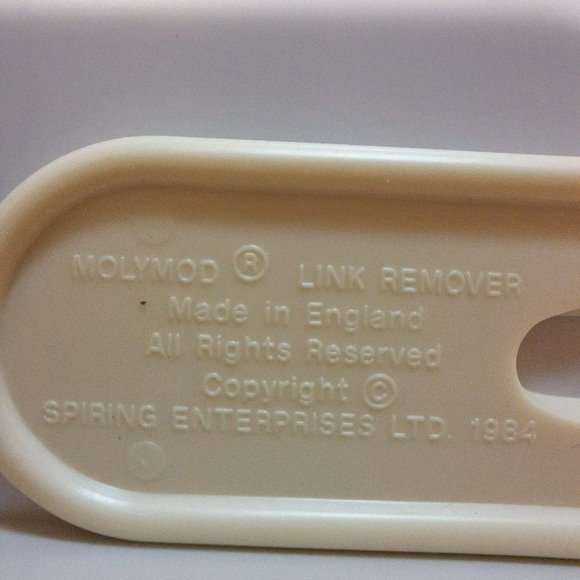 MOLYMOD ® LINK REMOVER
Made in England
All Rights Reserved
Copyright ©
SPIRING ENTERPRISES LTD. 1984